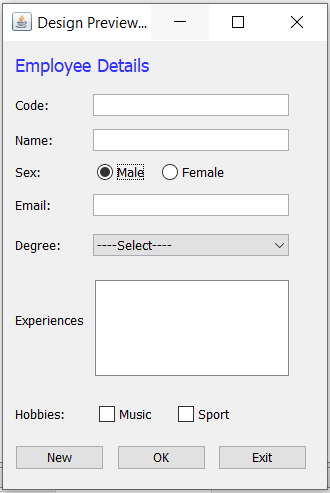 Design Preview...
Employee Details
Code:
Name:
Sex: Male Female
Email:
Degree: ----Select----
Experiences
Hobbies: Music Sport
New OK Exit